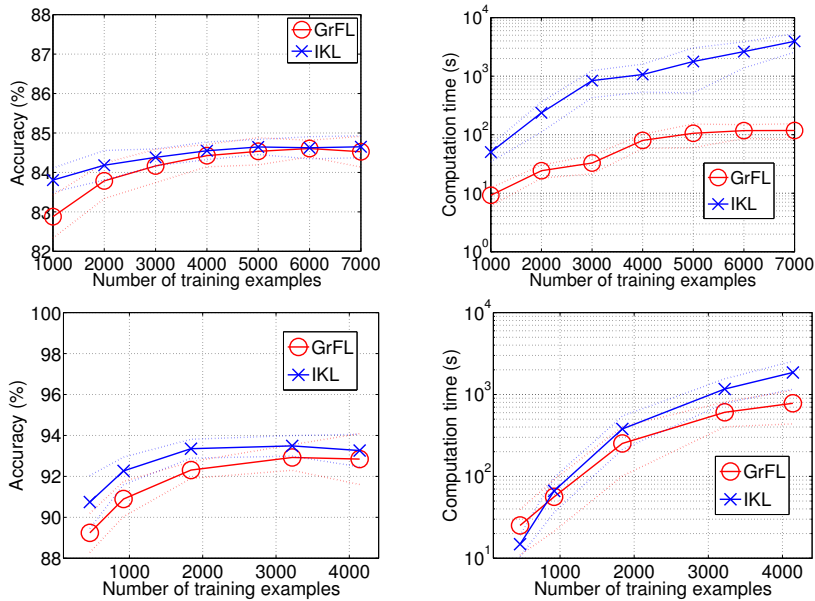 88
87
86
85
84
83
82
1000 2000 3000 4000 5000 6000 7000
Accuracy (%)
Number of training examples
GrFL
IKL
10^4
10^3
10^2
10^1
10^0
1000 2000 3000 4000 5000 6000 7000
Computation time (s)
Number of training examples
GrFL
IKL
100
98
96
94
92
90
88
1000 2000 3000 4000
Accuracy (%)
Number of training examples
GrFL
IKL
10^4
10^3
10^2
10^1
1000 2000 3000 4000
Computation time (s)
Number of training examples
GrFL
IKL